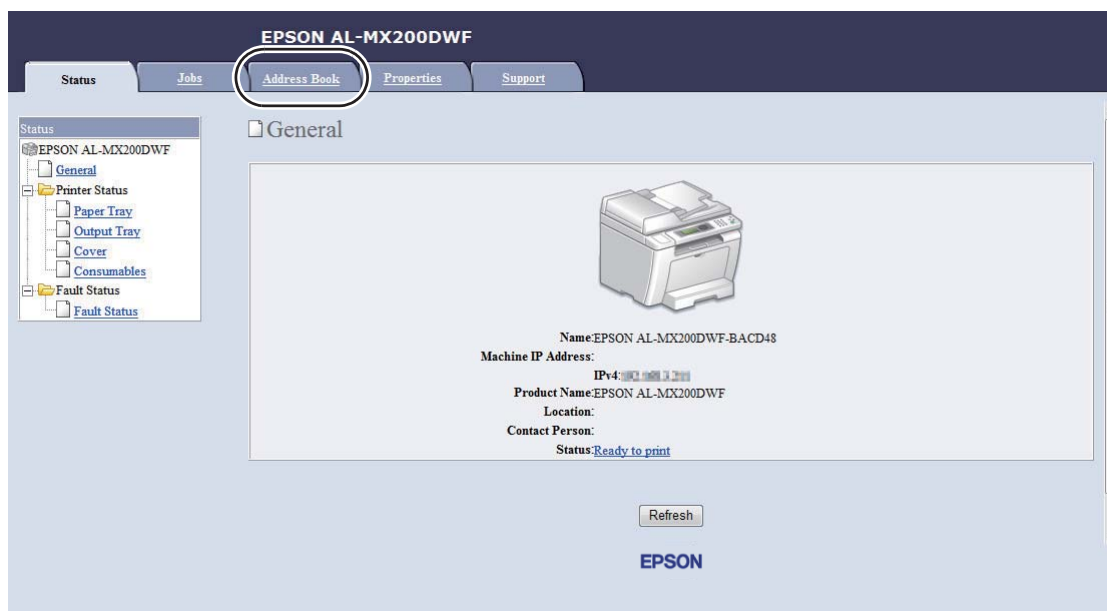 EPSON AL-MX200DWF
Status
Jobs
Address Book
Properties
Support
Status
EPSON AL-MX200DWF
General
Printer Status
Paper Tray
Output Tray
Cover
Consumables
Fault Status
Fault Status
General
Name:EPSON AL-MX200DWF-BACD48
Machine IP Address:
IPv4:
Product Name:EPSON AL-MX200DWF
Location:
Contact Person:
Status:Ready to print
Refresh
EPSON